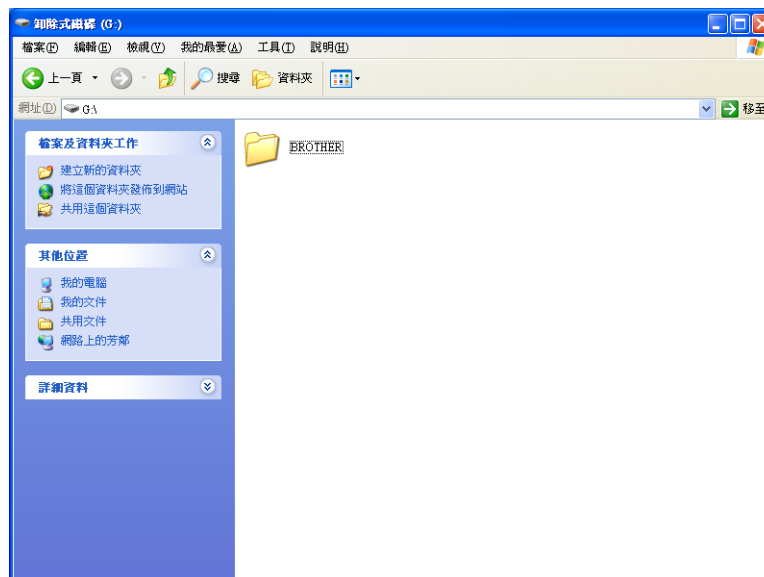 卸除式磁碟 (G:)
檔案(F) 編輯(E) 檢視(V) 我的最愛(A) 工具(T) 說明(H)
上一頁 搜尋 資料夾
網址(D) G:\ 移至
檔案及資料夾工作
建立新的資料夾
將這個資料夾發佈到網站
共用這個資料夾
BROTHER
其他位置
我的電腦
我的文件
共用文件
網路上的芳鄰
詳細資料